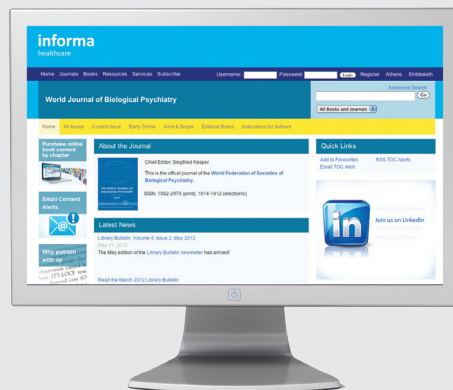 informa
healthcare
Home Journals Books Resources Services Subscribe Username: Password Login Register Athens Shibboleth
World Journal of Biological Psychiatry
Advanced Search
Go
All Books and Journals
Home All Issues Current Issue Early Online Aims & Scope Editorial Board Instructions for Authors
Purchase online
book content
by chapter
Email Content
Alerts
Why publish
with us
About the Journal
Chief Editor: Siegfried Kasper
This is the official journal of the World Federation of Societies of
Biological Psychiatry.
ISSN: 1562-2975 (print), 1814-1412 (electronic)
Latest News
Library Bulletin, Volume 4, Issue 2, May 2012
May 31, 2012
The May edition of the Library Bulletin newsletter has arrived!
Read the March 2012 Library Bulletin
Quick Links
Add to Favourites RSS TOC Alerts
Email TOC Alert
in
Join us on LinkedIn